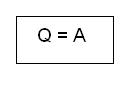 Q = A